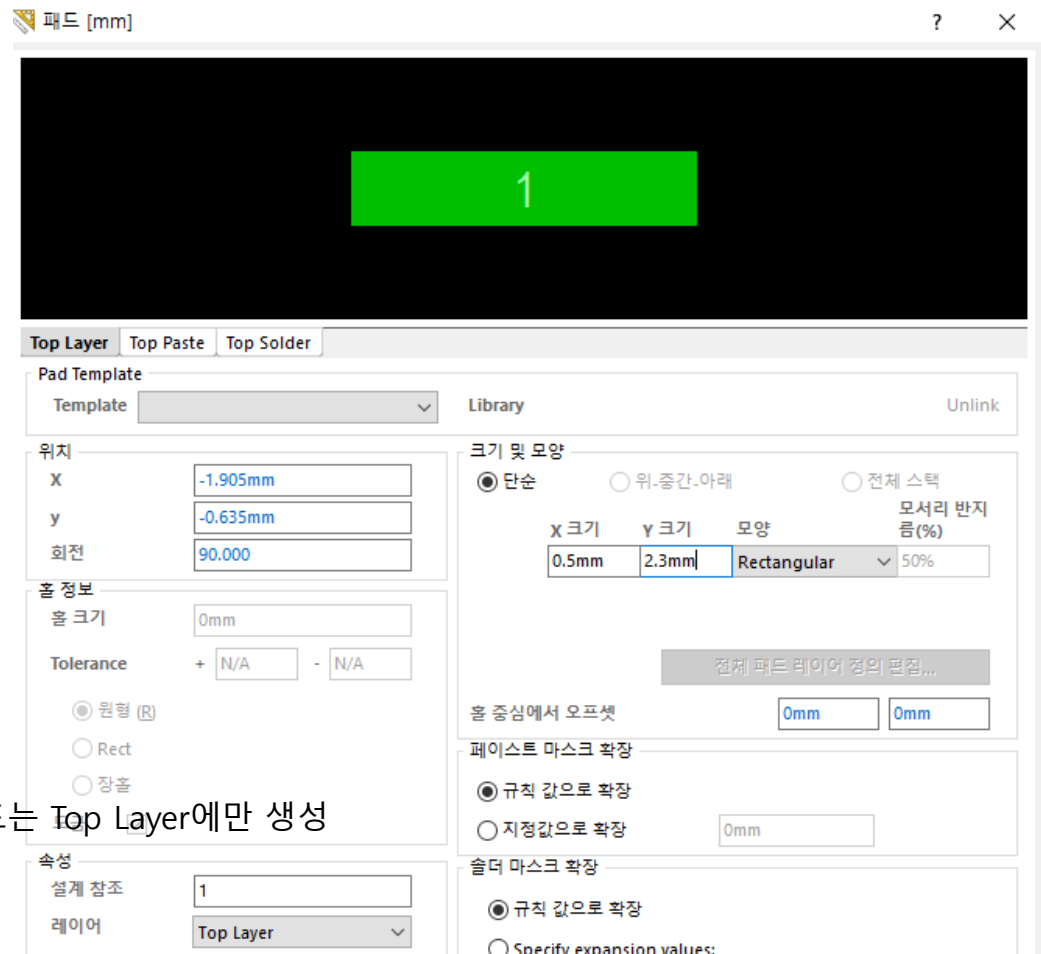 패드 [mm] ?
1
Top Layer Top Paste Top Solder
Pad Template
Template Library Unlink
위치
X -1.905mm
y -0.635mm
회전 90.000
홀 정보
홀 크기 0mm
Tolerance + N/A - N/A
원형 (R)
Rect
장홀
는 Top Layer에만 생성
속성
설계 참조 1
레이어 Top Layer
크기 및 모양
단순 위-중간-아래 전체 스택
X 크기 Y 크기 모양 모서리 반지
름(%)
0.5mm 2.3mm Rectangular 50%
전체 패드 레이어 정의 편집...
홀 중심에서 오프셋 0mm 0mm
페이스트 마스크 확장
규칙 값으로 확장
지정값으로 확장 0mm
솔더 마스크 확장
규칙 값으로 확장
Specify expansion values: